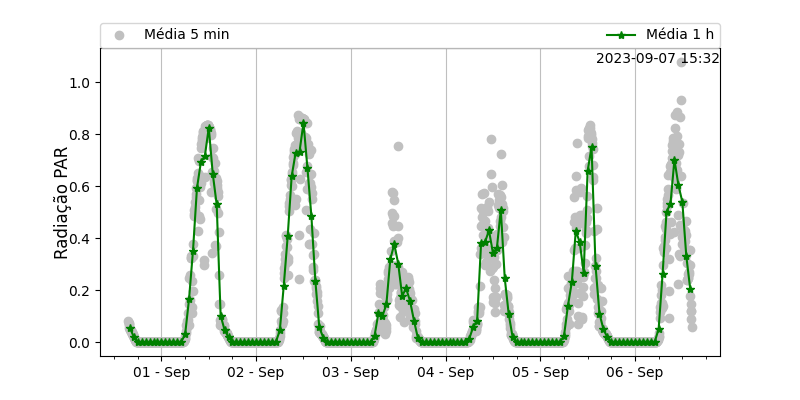 Média 5 min
Média 1 h
2023-09-07 15:32
Radiação PAR
1.0
0.8
0.6
0.4
0.2
0.0
01 - Sep
02 - Sep
03 - Sep
04 - Sep
05 - Sep
06 - Sep